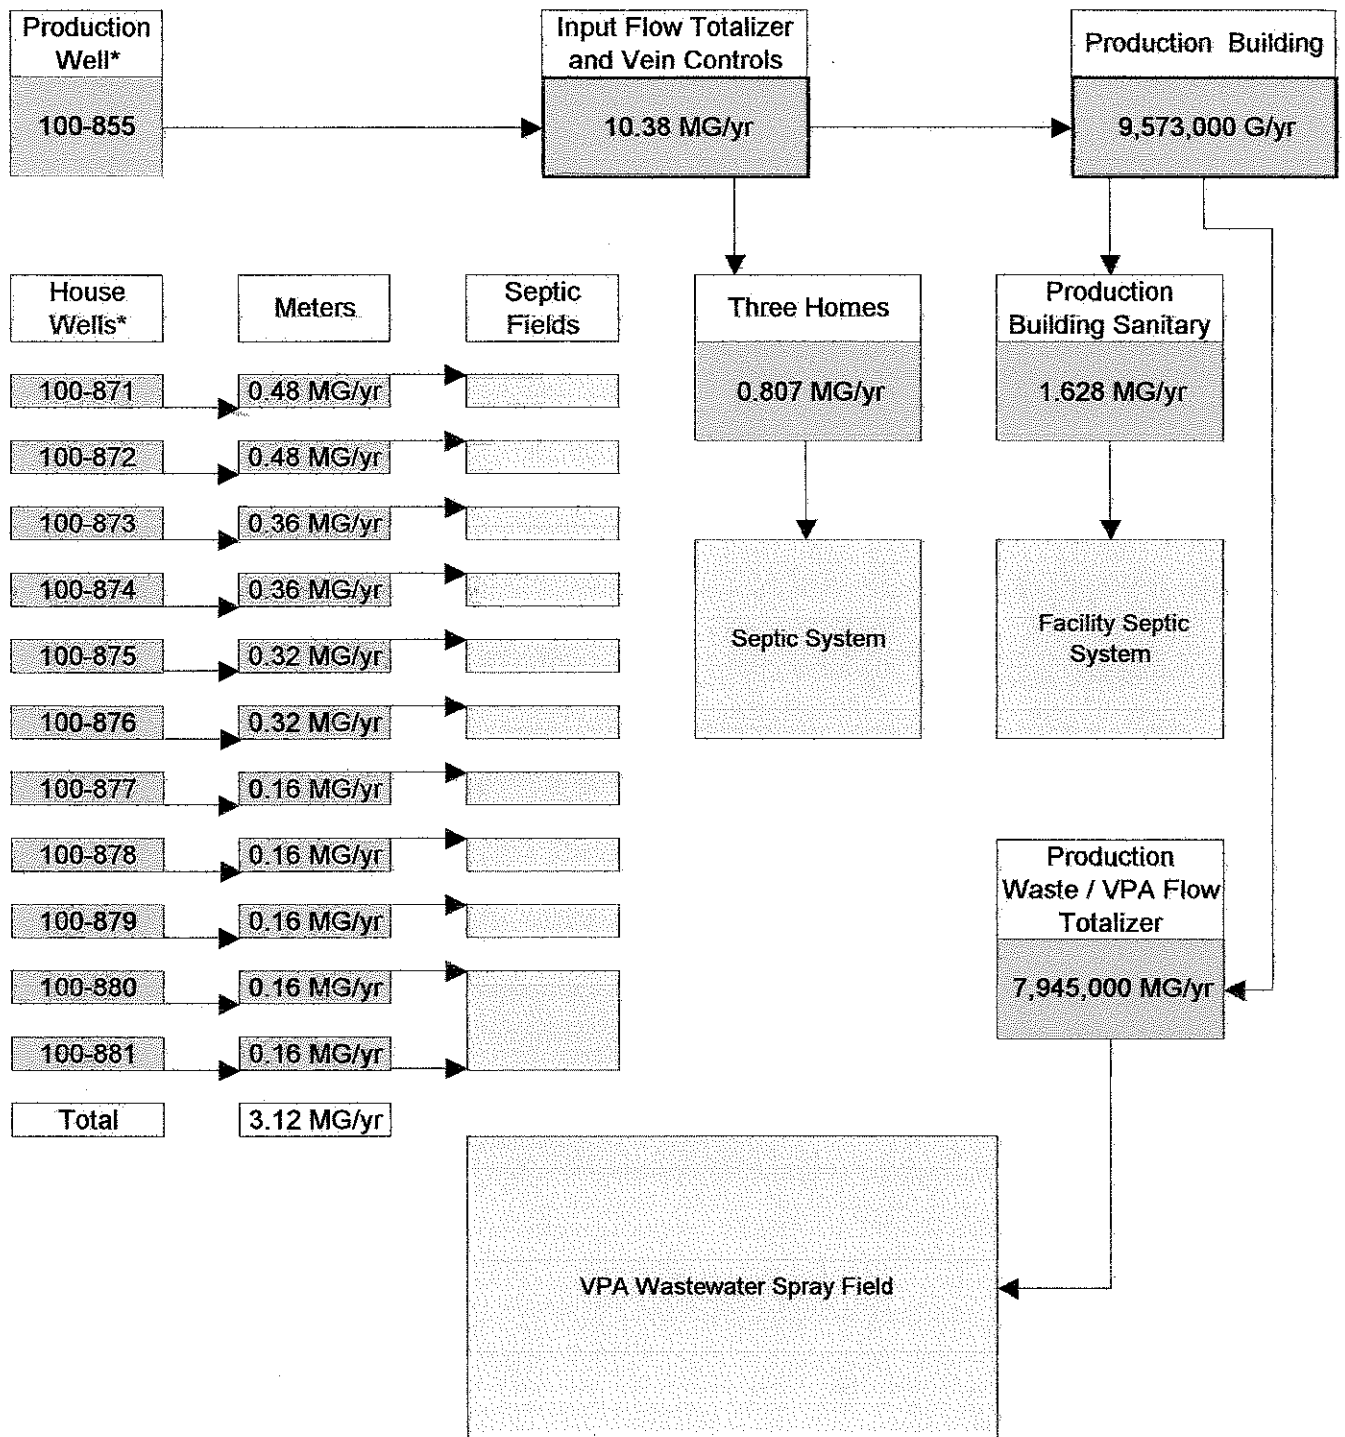 Production
Well*
100-855
Input Flow Totalizer
and Vein Controls
10.38 MG/yr
Production Building
9,573,000 G/yr
House
Wells*
Meters
Septic
Fields
Three Homes
0.807 MG/yr
Production
Building Sanitary
1.628 MG/yr
100-871
0.48 MG/yr
100-872
0.48 MG/yr
100-873
0.36 MG/yr
100-874
0.36 MG/yr
100-875
0.32 MG/yr
100-876
0.32 MG/yr
100-877
0.16 MG/yr
100-878
0.16 MG/yr
100-879
0.16 MG/yr
100-880
0.16 MG/yr
100-881
0.16 MG/yr
Total
3.12 MG/yr
Septic System
Facility Septic
System
Production
Waste / VPA Flow
Totalizer
7,945,000 MG/yr
VPA Wastewater Spray Field